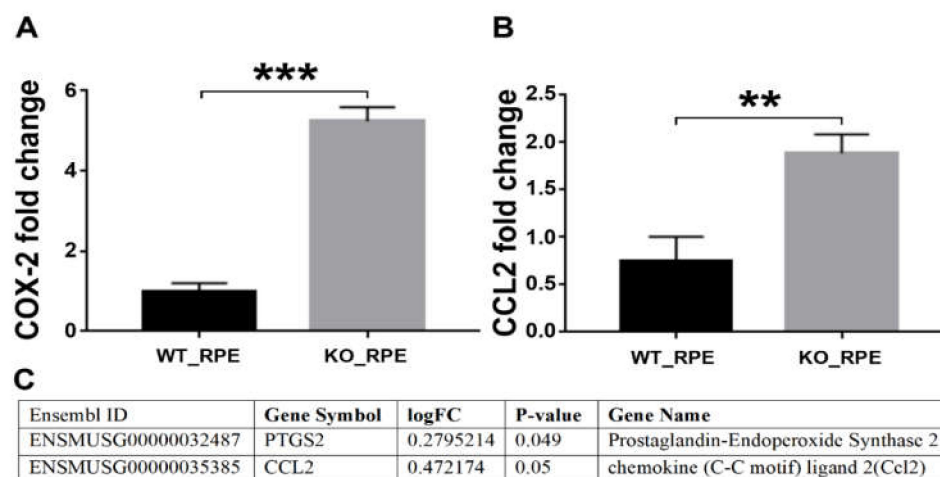 A
COX-2 fold change
6
4
2
0
***
WT_RPE
KO_RPE
B
CCL2 fold change
2.5
2.0
1.5
1.0
0.5
0.0
**
WT_RPE
KO_RPE
C
Ensembl ID Gene Symbol logFC P-value Gene Name
ENSMUSG00000032487 PTGS2 0.2795214 0.049 Prostaglandin-Endoperoxide Synthase 2
ENSMUSG00000035385 CCL2 0.472174 0.05 chemokine (C-C motif) ligand 2(Ccl2)